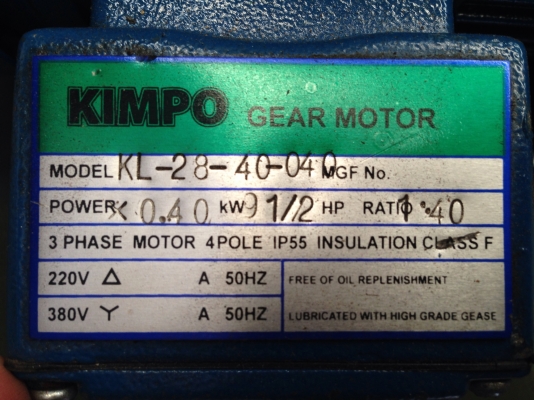 KIMPO GEAR MOTOR
MODEL KL-28-40-040 MGF No.
POWER 0.40 KW 1/2 HP RATIO 1:40
3 PHASE MOTOR 4POLE IP55 INSULATION CLASS F
220V Δ A 50HZ
FREE OF OIL REPLENISHMENT
380V Y A 50HZ
LUBRICATED WITH HIGH GRADE GEASE